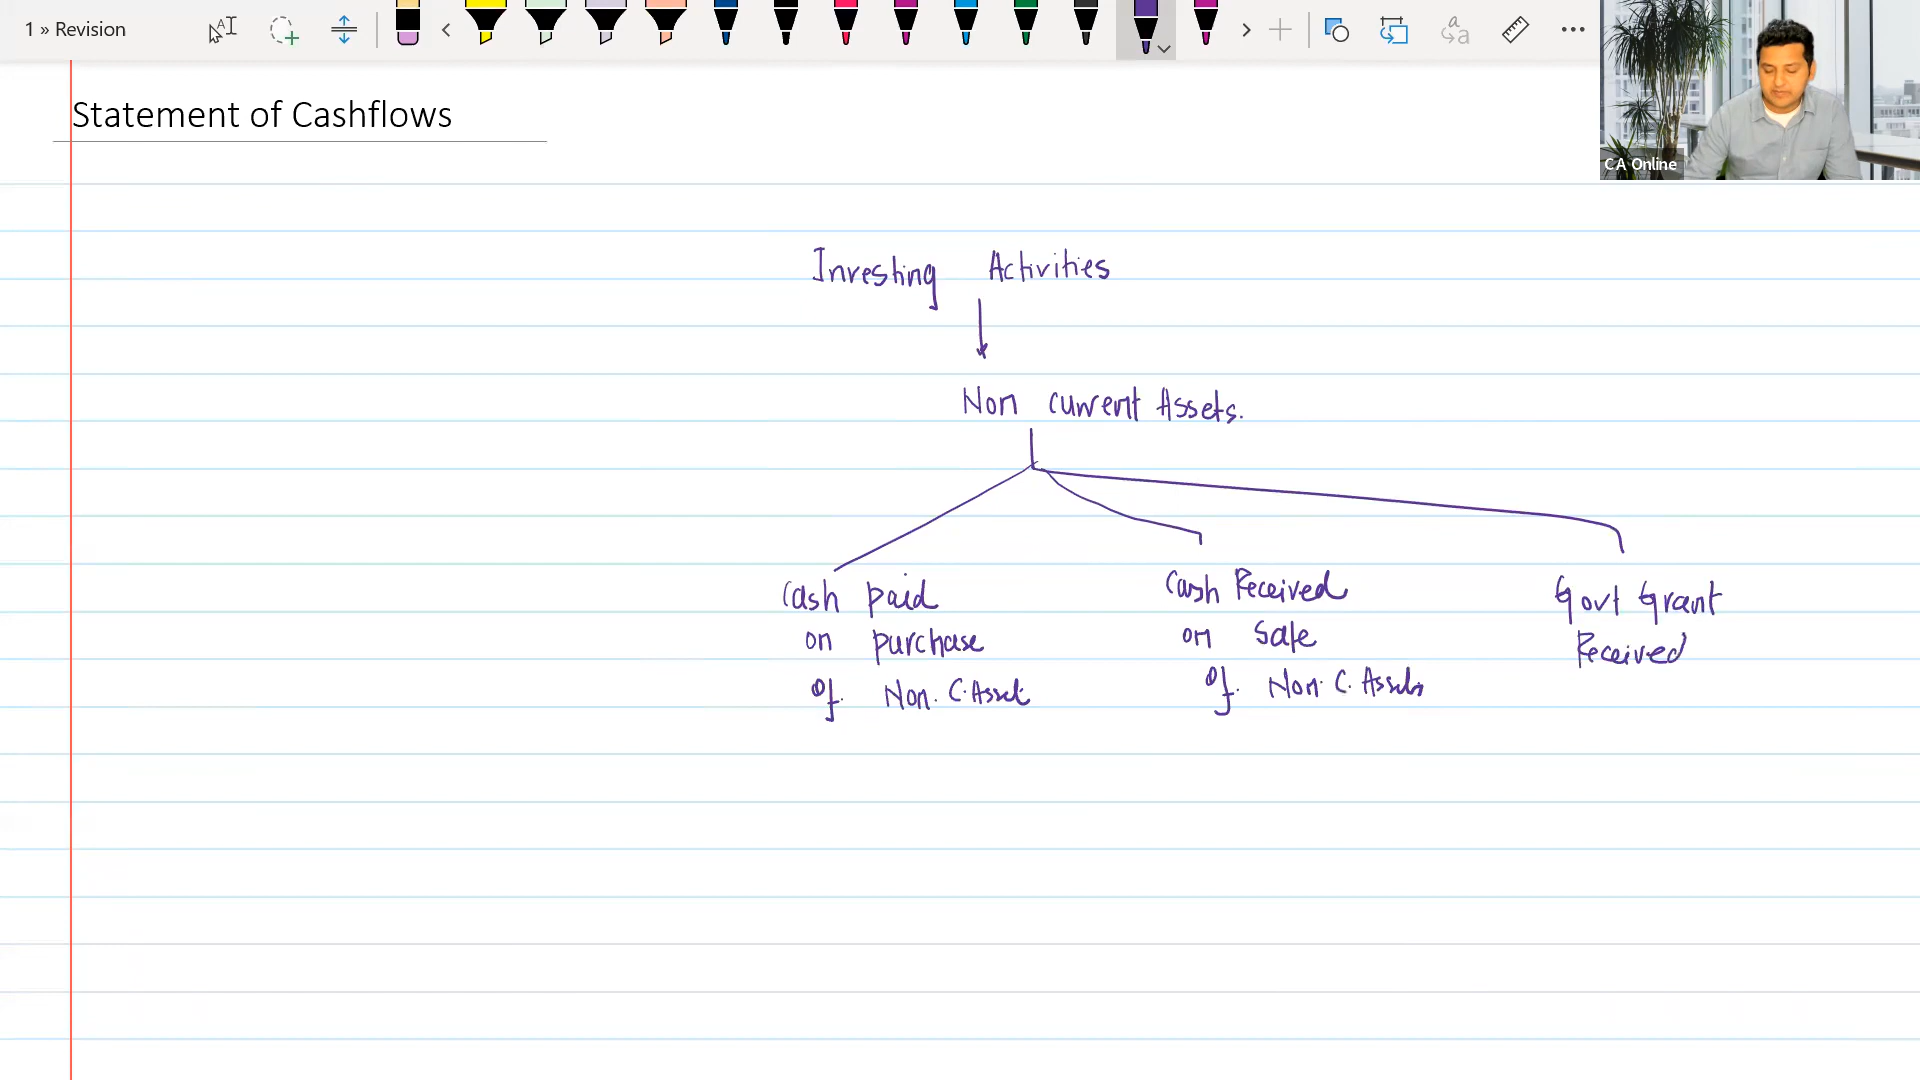 1 » Revision
Statement of Cashflows
CA Online
Investing Activities
Non current Assets.
Cash paid
on purchase
of. Non. C. Asset
Cash Received
on Sale
of. Non. C. Assets
Govt Grant
Received